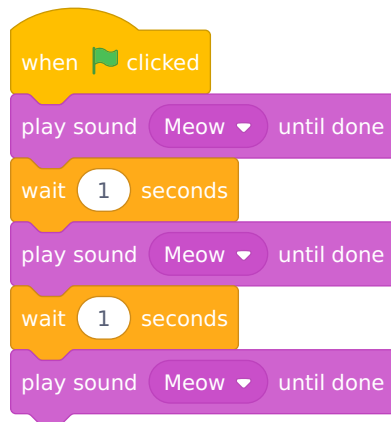 when clicked
play sound Meow until done
wait 1 seconds
play sound Meow until done
wait 1 seconds
play sound Meow until done